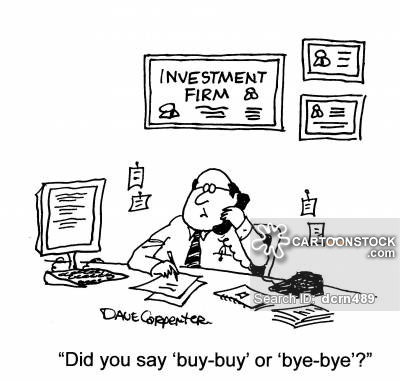 INVESTMENT
FIRM
CARTOONSTOCK
.com
Search ID: dcrn489
DAVE CARPENTER.
“Did you say ‘buy-buy’ or ‘bye-bye’?”